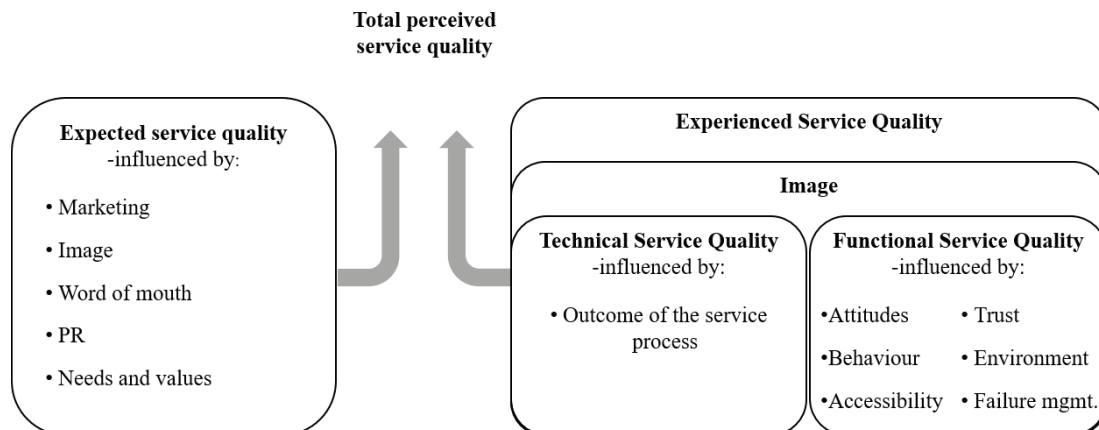 Total perceived
service quality
Expected service quality
-influenced by:
• Marketing
• Image
• Word of mouth
• PR
• Needs and values
Experienced Service Quality
Image
Technical Service Quality
-influenced by:
• Outcome of the service
process
Functional Service Quality
-influenced by:
•Attitudes
• Trust
•Behaviour
• Environment
•Accessibility
• Failure mgmt.